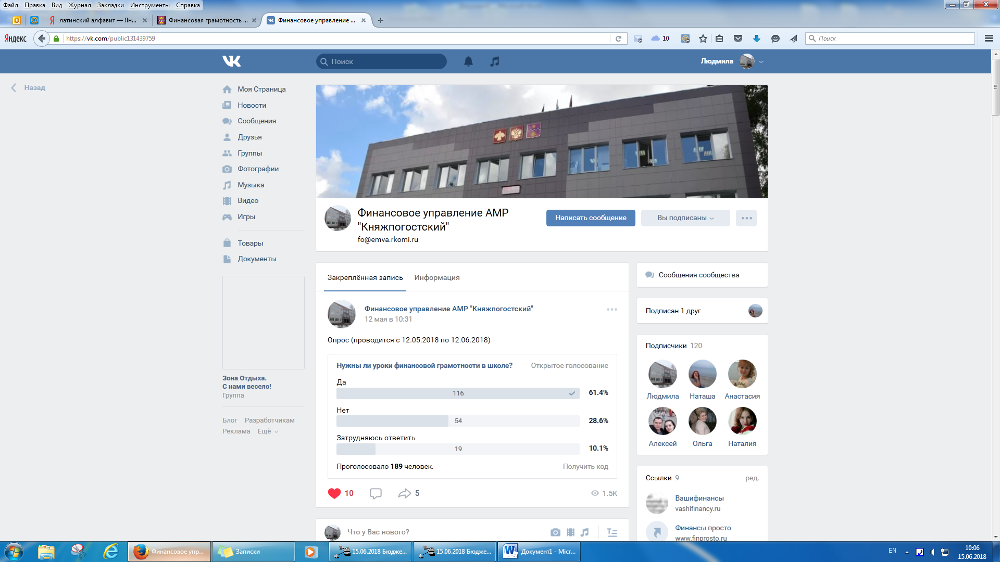 Файл Правка Вид Журнал Закладки Инструменты Справка
латинский алфавит — Ян...
Финансовая грамотность ...
Финансовое управление ...
Яндекс
https://vk.com/public131439759
10
Поиск
Поиск
Людмила
Назад
Моя Страница
Новости
Сообщения
Друзья
Группы
Фотографии
Музыка
Видео
Игры
Товары
Документы
Зона Отдыха.
С нами весело!
Группа
Блог Разработчикам
Реклама Ещё
Финансовое управление АМР
"Княжпогостский"
fo@emva.rkomi.ru
Написать сообщение
Вы подписаны
Закреплённая запись Информация
Финансовое управление АМР "Княжпогостский"
12 мая в 10:31
Опрос (проводится с 12.05.2018 по 12.06.2018)
Нужны ли уроки финансовой грамотности в школе? Открытое голосование
Да
116 61.4%
Нет
54 28.6%
Затрудняюсь ответить
19 10.1%
Проголосовало 189 человек. Получить код
10 5 1.5K
Что у Вас нового?
Сообщения сообщества
Подписан 1 друг
Подписчики 120
Людмила Наташа Анастасия
Алексей Ольга Наталия
Ссылки 9 ред.
Вашифинансы
vashifinancy.ru
Финансы просто
www.finprosto.ru
Финансовое упр...
Записки
15.06.2018 Бюдже...
15.06.2018 Бюдже...
Документ1 - Micr...
EN
10:06
15.06.2018